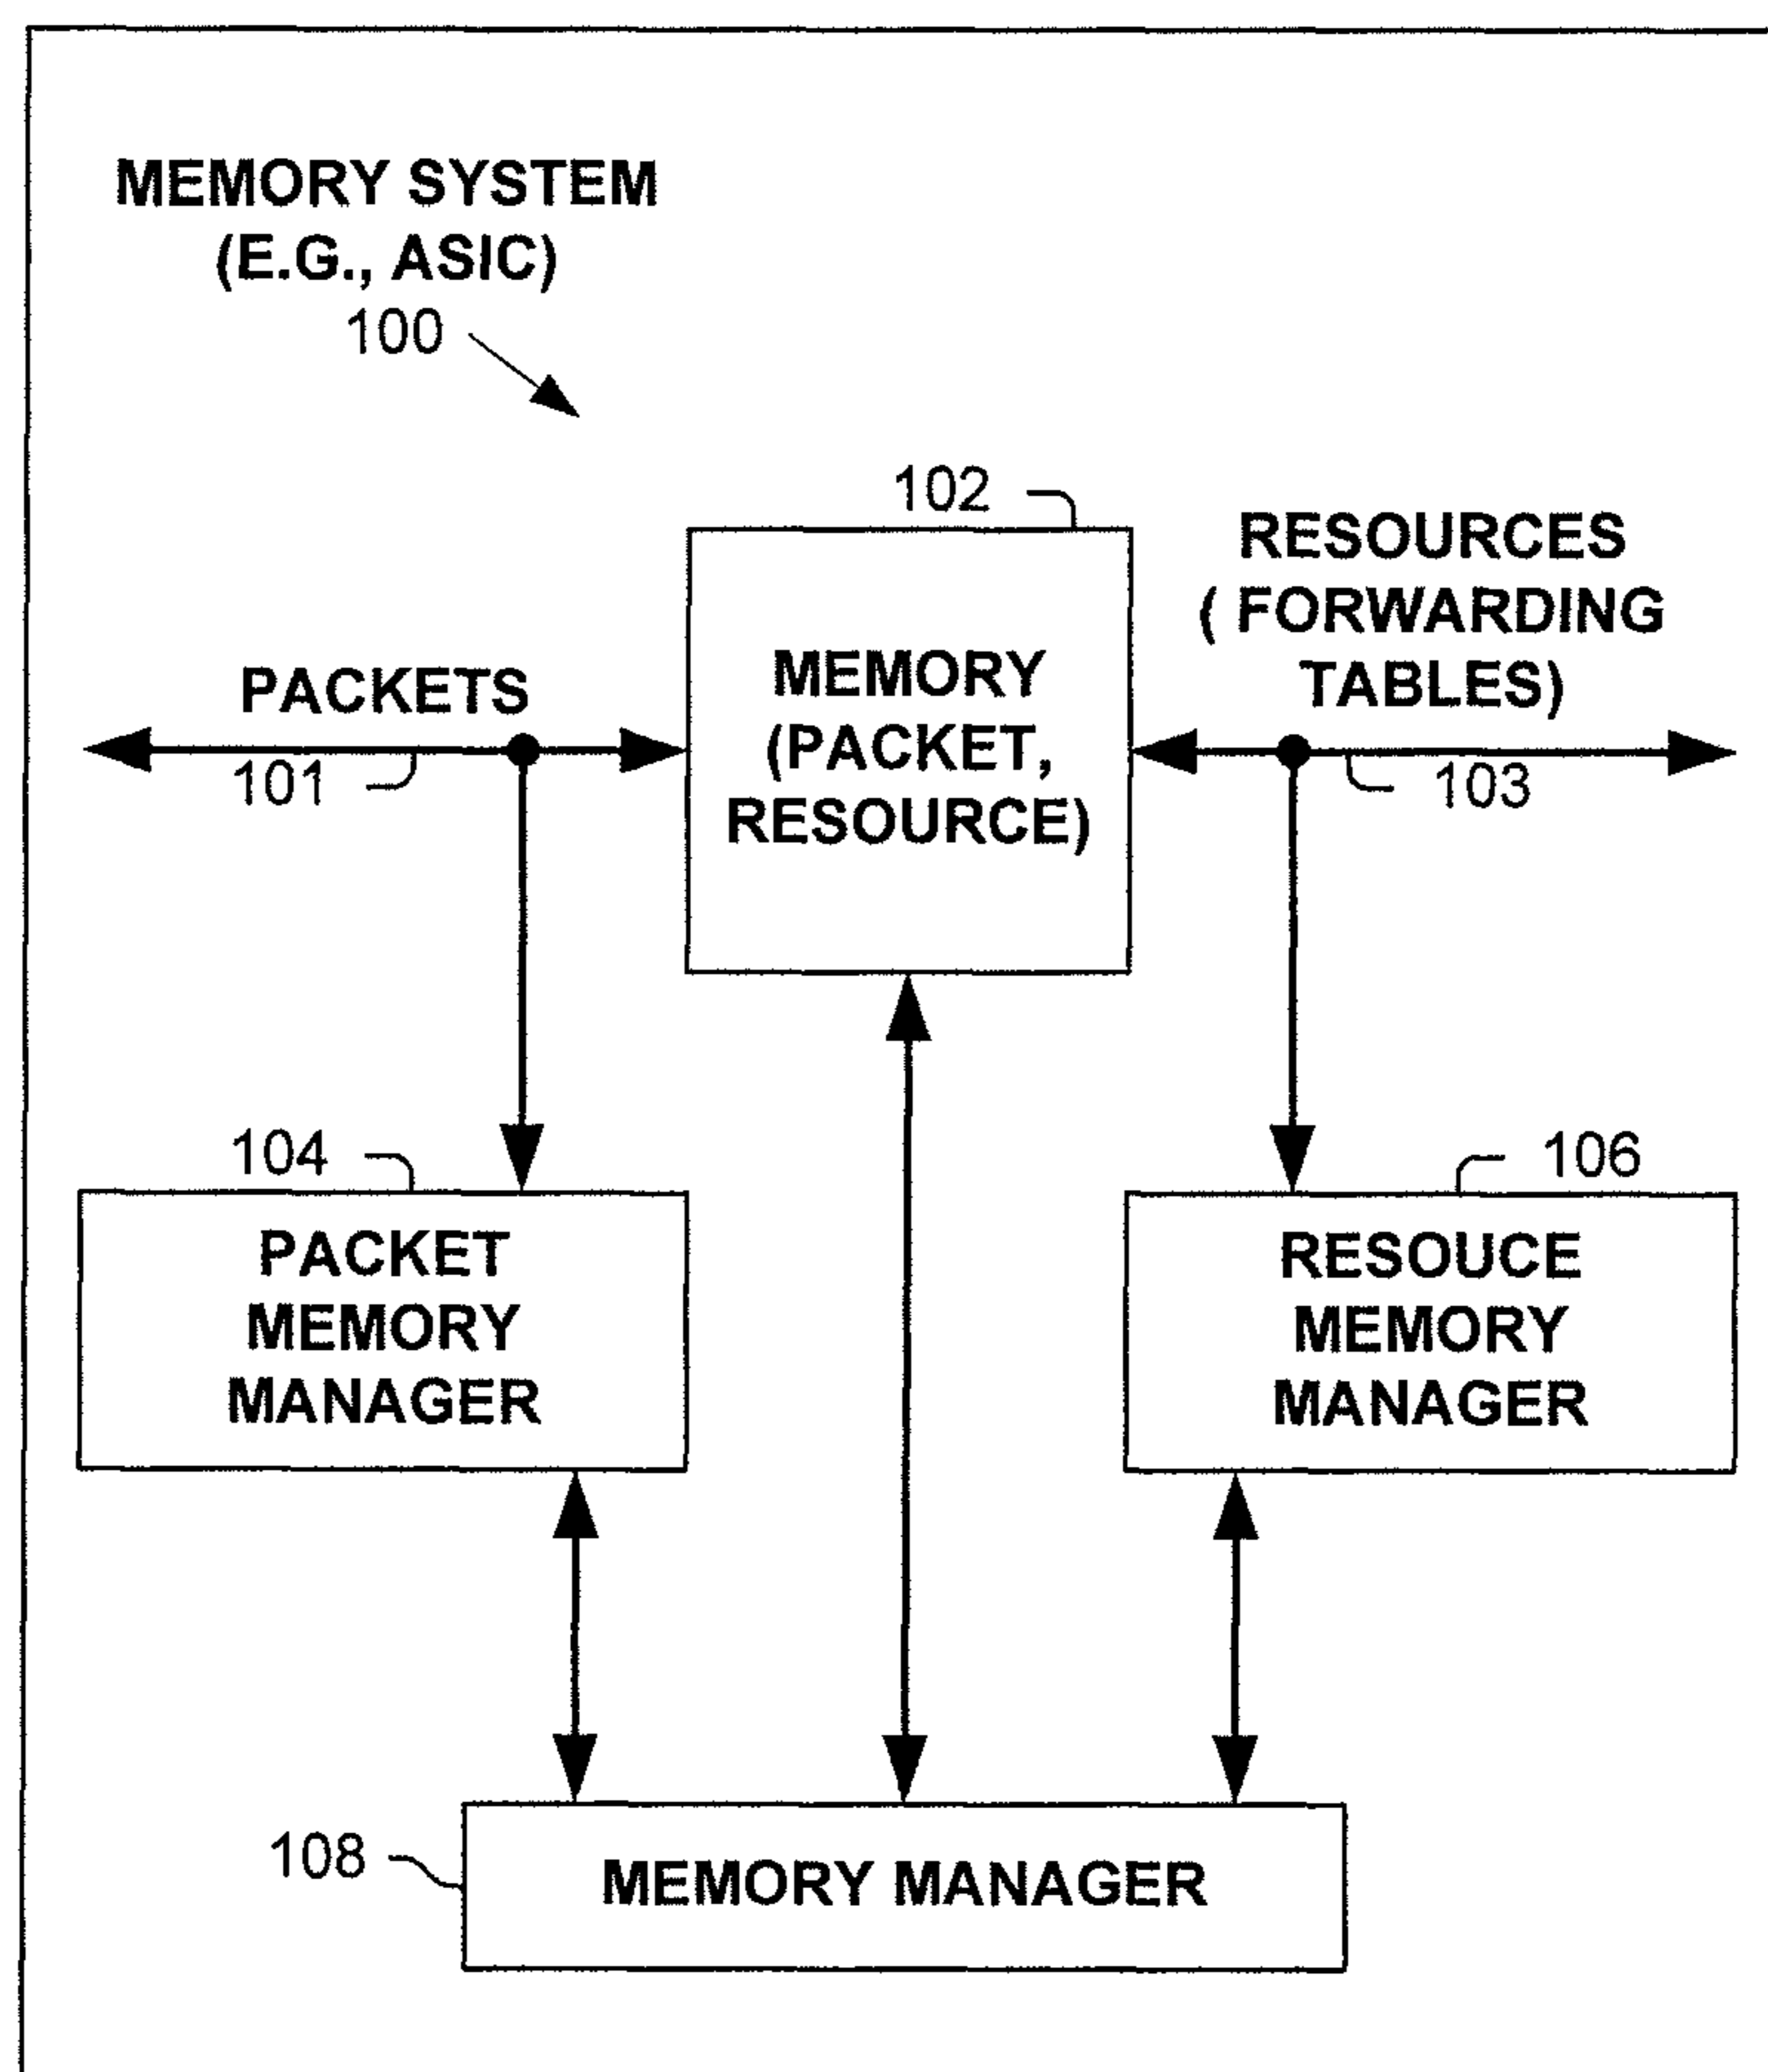 MEMORY SYSTEM
(E.G., ASIC)
100
102
RESOURCES
( FORWARDING
TABLES)
MEMORY
(PACKET,
RESOURCE)
PACKETS
101
103
104
106
PACKET
MEMORY
MANAGER
RESOUCE
MEMORY
MANAGER
108
MEMORY MANAGER